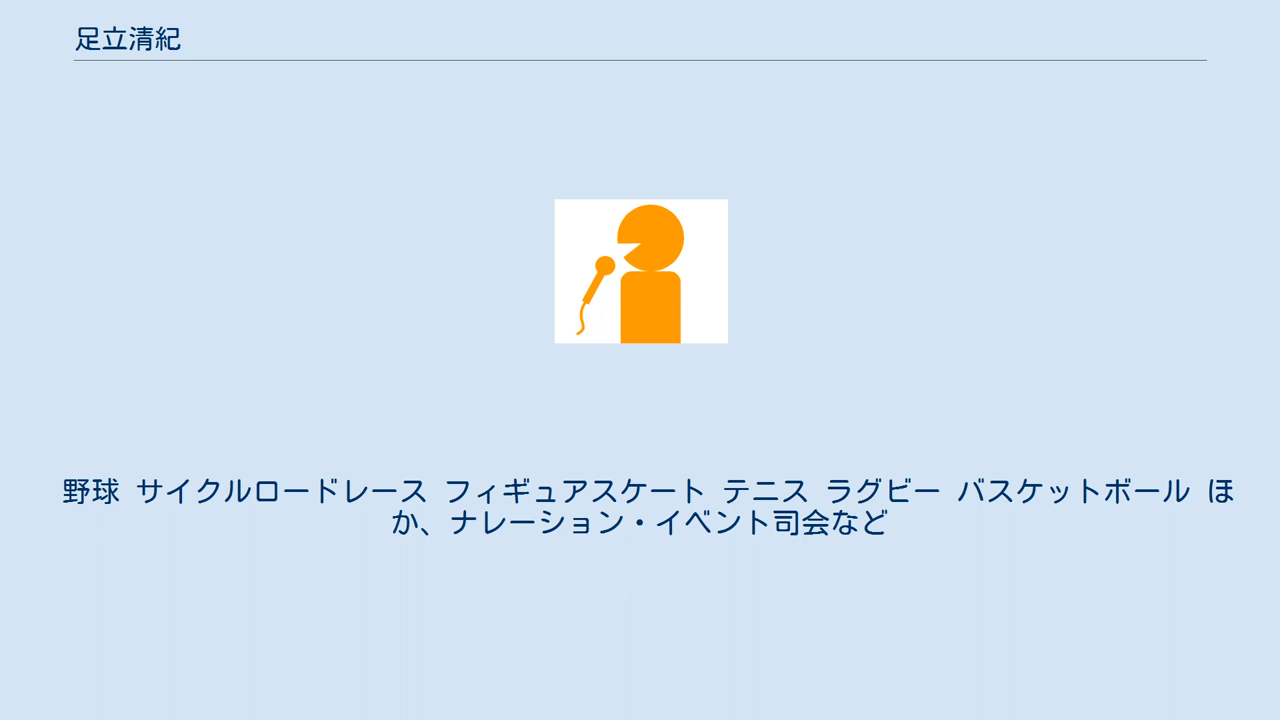 足立清紀
野球 サイクルロードレース フィギュアスケート テニス ラグビー バスケットボール ほ
か、ナレーション・イベント司会など